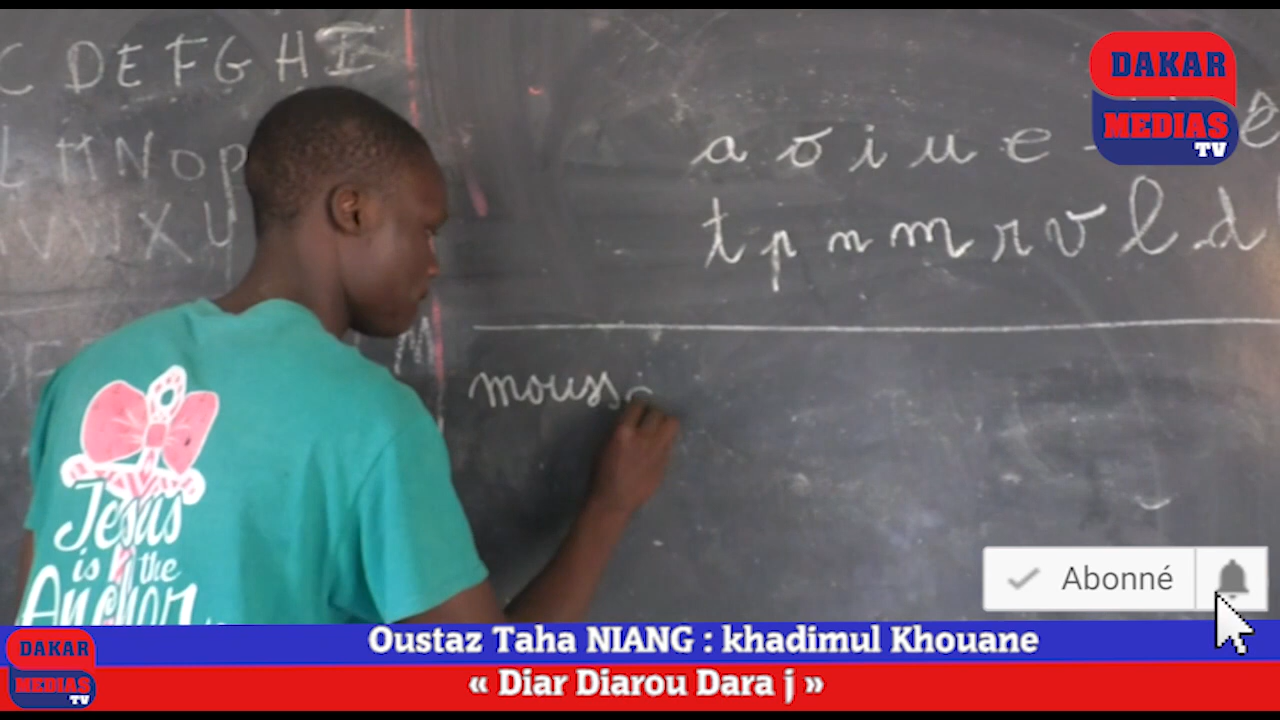 C D E F G H I
L M N O P
V W X Y
M
a o i u e
ê
t p n m r v l d
mouss
Jesus
is the
Anchor
DAKAR
MEDIAS
TV
Abonné
Oustaz Taha NIANG : khadimul Khouane
« Diar Diarou Dara j »
DAKAR
MEDIAS
TV